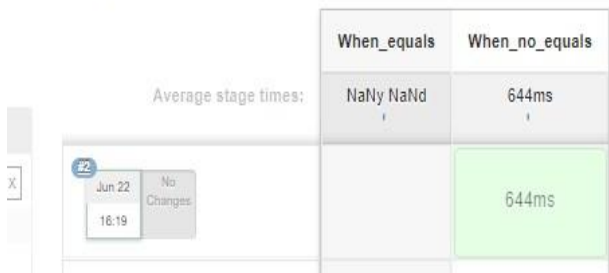 When_equals When_no_equals
Average stage times: NaNy NaNd 644ms
#2
Jun 22 No
Changes
16:19
644ms
X